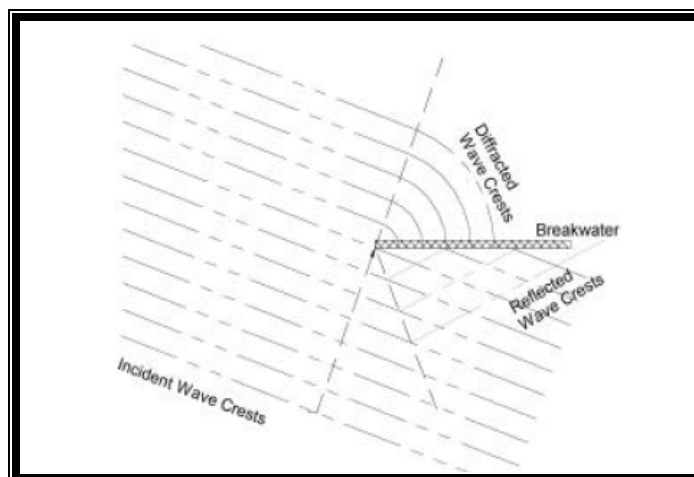 Diffracted
Wave Crests
Breakwater
Reflected
Wave Crests
Incident Wave Crests